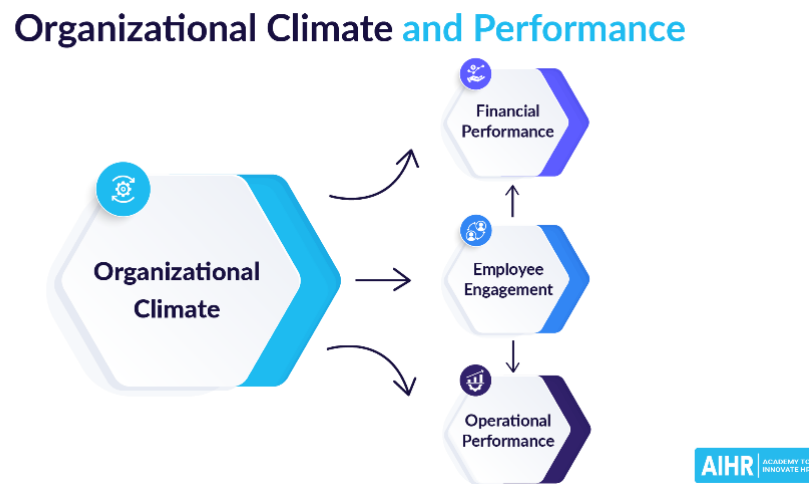 Organizational Climate and Performance
Financial
Performance
Organizational
Climate
Employee
Engagement
Operational
Performance
AIHR
ACADEMY TO
INNOVATE HR